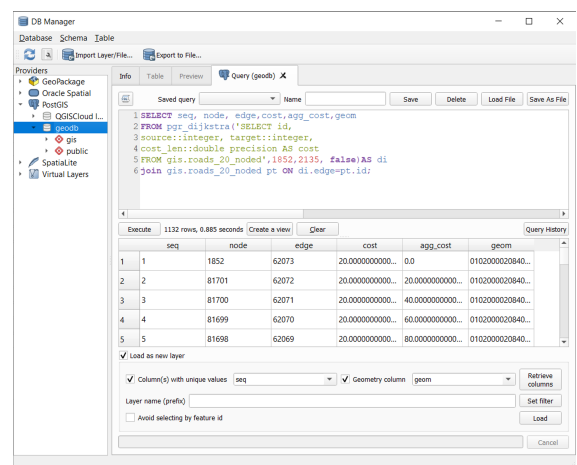 DB Manager
Database Schema Table
Import Layer/File... Export to File...
Providers
GeoPackage
Oracle Spatial
PostGIS
QGISCloud I...
geodb
gis
public
SpatiaLite
Virtual Layers
Info Table Preview Query (geodb)
Saved query Name Save Delete Load File Save As File
1 SELECT seq, node, edge,cost,agg_cost,geom
2 FROM pgr_dijkstra('SELECT id,
3 source::integer, target::integer,
4 cost_len::double precision AS cost
5 FROM gis.roads_20_noded',1852,2135, false)AS di
6 join gis.roads_20_noded pt ON di.edge=pt.id;
Execute 1132 rows, 0.885 seconds Create a view Clear Query History
seq node edge cost agg_cost geom
1 1 1852 62073 20.0000000000... 0.0 0102000020840...
2 2 81701 62072 20.0000000000... 20.0000000000... 0102000020840...
3 3 81700 62071 20.0000000000... 40.0000000000... 0102000020840...
4 4 81699 62070 20.0000000000... 60.0000000000... 0102000020840...
5 5 81698 62069 20.0000000000... 80.0000000000... 0102000020840...
Load as new layer
Column(s) with unique values seq Geometry column geom Retrieve columns
Layer name (prefix) Set filter
Avoid selecting by feature id Load
Cancel